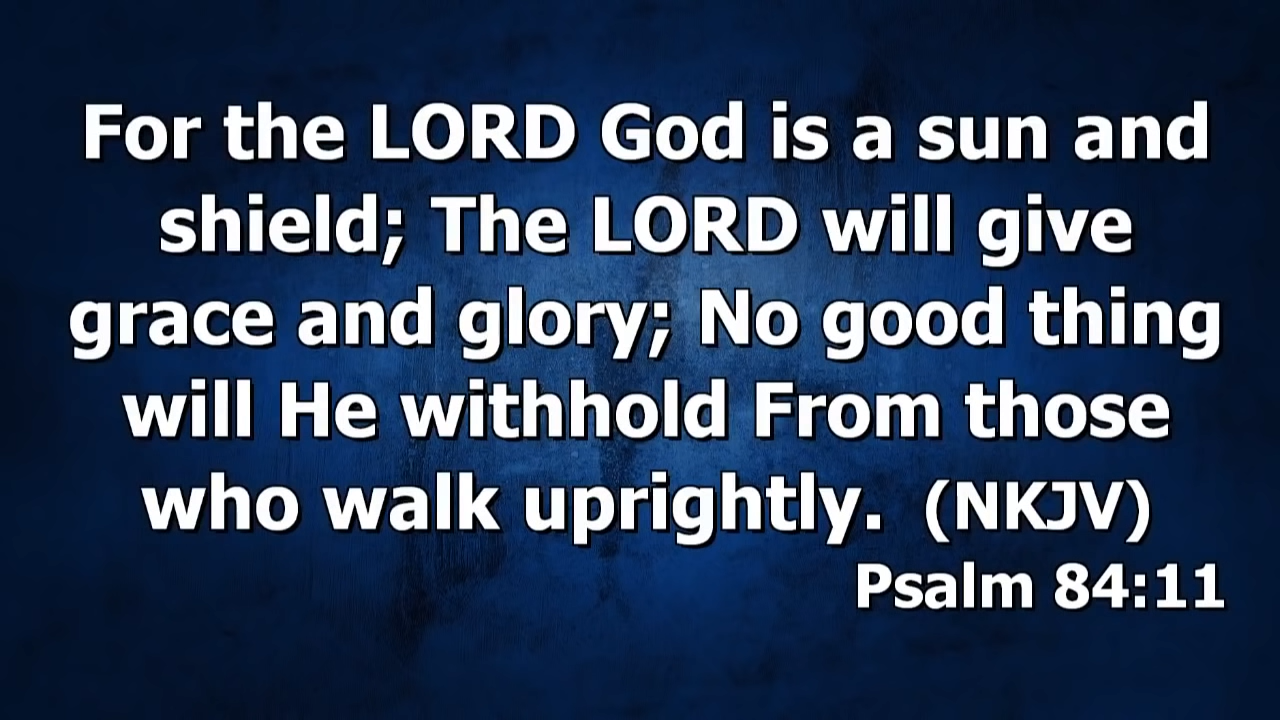 For the LORD God is a sun and
shield; The LORD will give
grace and glory; No good thing
will He withhold From those
who walk uprightly.  (NKJV)
Psalm 84:11